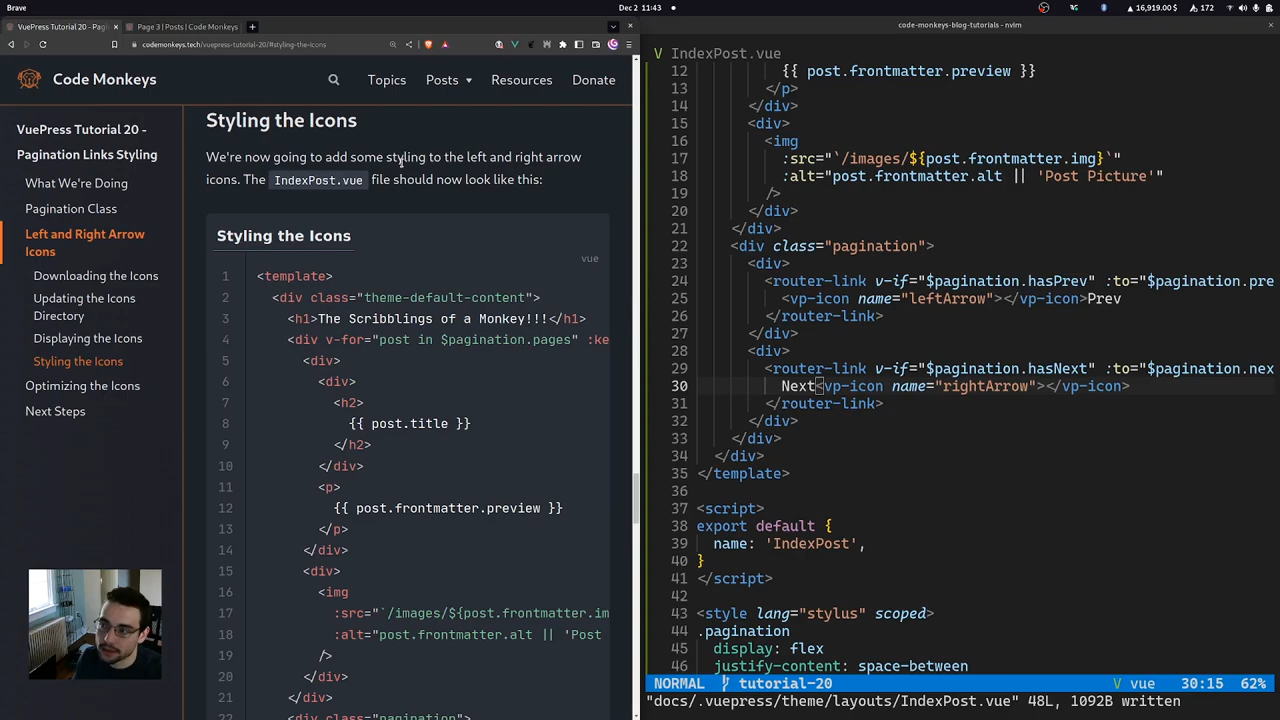 Brave
Dec 2 11:43
16,919.00
172
VuePress Tutorial 20 - Pagi
Page 3 | Posts | Code Monkeys
codemonkeys.tech/vuepress-tutorial-20/#styling-the-icons
Code Monkeys
Topics
Posts
Resources
Donate
VuePress Tutorial 20 -
Pagination Links Styling
What We're Doing
Pagination Class
Left and Right Arrow
Icons
Downloading the Icons
Updating the Icons
Directory
Displaying the Icons
Styling the Icons
Optimizing the Icons
Next Steps
Styling the Icons
We're now going to add some styling to the left and right arrow
icons. The IndexPost.vue file should now look like this:
Styling the Icons
vue
1 <template>
2 <div class="theme-default-content">
3 <h1>The Scribblings of a Monkey!!!</h1>
4 <div v-for="post in $pagination.pages" :ke
5 <div>
6 <div>
7 <h2>
8 {{ post.title }}
9 </h2>
10 </div>
11 <p>
12 {{ post.frontmatter.preview }}
13 </p>
14 </div>
15 <div>
16 <img
17 :src="`/images/${post.frontmatter.im
18 :alt="post.frontmatter.alt || 'Post
19 />
20 </div>
21 </div>
22 <div class="pagination">
code-monkeys-blog-tutorials - nvim
V IndexPost.vue
12 {{ post.frontmatter.preview }}
13 </p>
14 </div>
15 <div>
16 <img
17 :src="`/images/${post.frontmatter.img}`"
18 :alt="post.frontmatter.alt || 'Post Picture'"
19 />
20 </div>
21 </div>
22 <div class="pagination">
23 <div>
24 <router-link v-if="$pagination.hasPrev" :to="$pagination.pre
25 <vp-icon name="leftArrow"></vp-icon>Prev
26 </router-link>
27 </div>
28 <div>
29 <router-link v-if="$pagination.hasNext" :to="$pagination.nex
30 Next<vp-icon name="rightArrow"></vp-icon>
31 </router-link>
32 </div>
33 </div>
34 </div>
35 </template>
36
37 <script>
38 export default {
39 name: 'IndexPost',
40 }
41 </script>
42
43 <style lang="stylus" scoped>
44 .pagination
45 display: flex
46 justify-content: space-between
NORMAL tutorial-20 V vue 30:15 62%
"docs/.vuepress/theme/layouts/IndexPost.vue" 48L, 1092B written